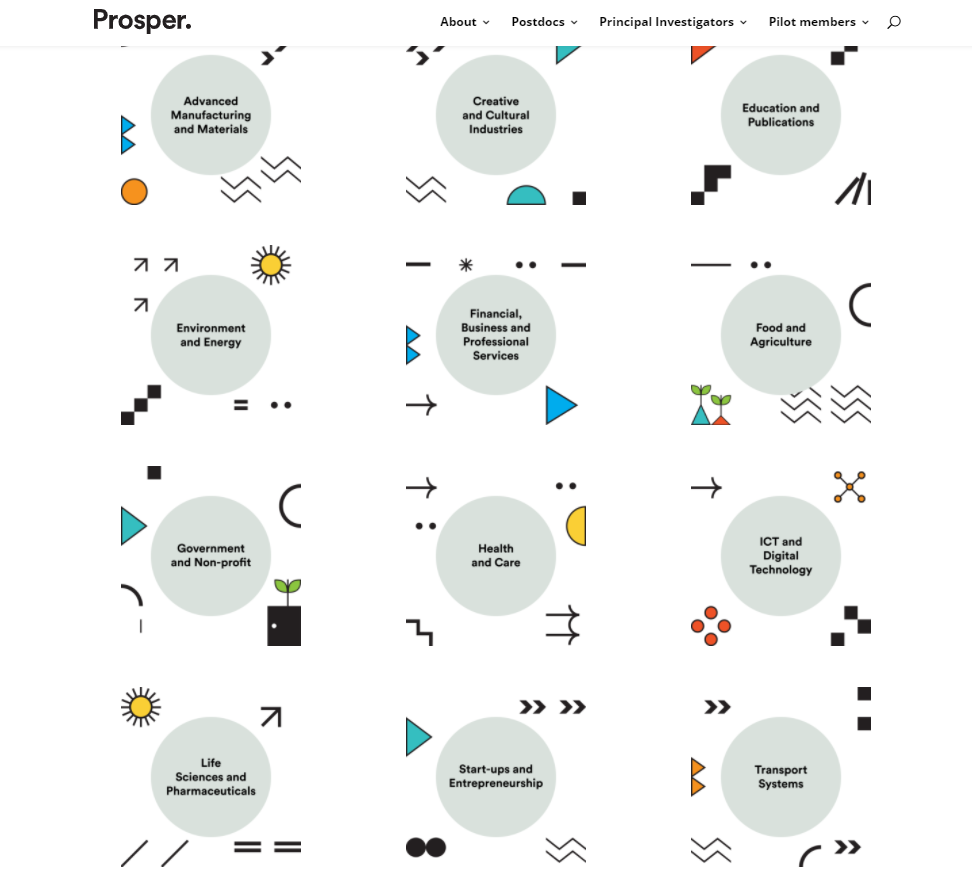 Prosper.
About Postdocs Principal Investigators Pilot members
Advanced
Manufacturing
and Materials
Creative
and Cultural
Industries
Education and
Publications
Environment
and Energy
Financial,
Business and
Professional
Services
Food and
Agriculture
Government
and Non-profit
Health
and Care
ICT and
Digital
Technology
Life
Sciences and
Pharmaceuticals
Start-ups and
Entrepreneurship
Transport
Systems